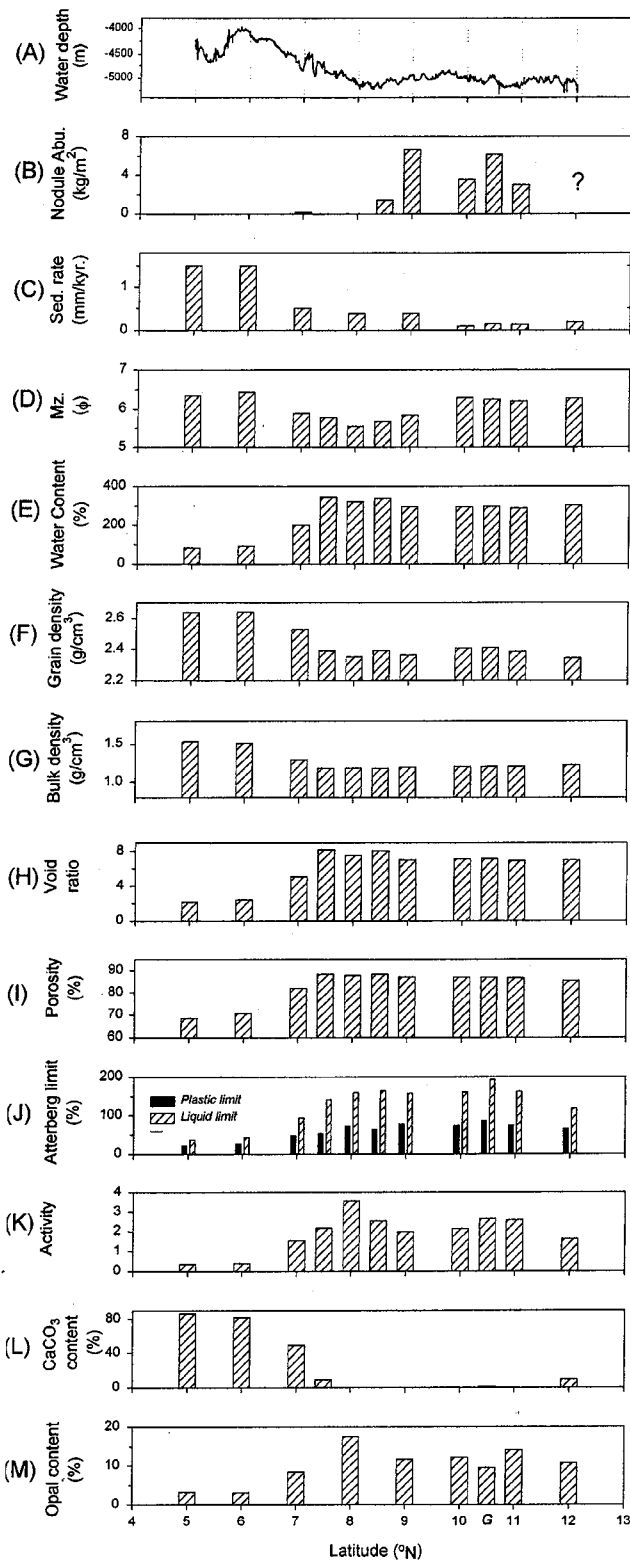 (A) Water depth (m)
-4000
-4500
-5000
(B) Nodule Abu. (kg/m²)
8
4
0
?
(C) Sed. rate (mm/kyr.)
1
0
(D) Mz. (ϕ)
7
6
5
(E) Water Content (%)
400
200
0
(F) Grain density (g/cm³)
2.6
2.4
2.2
(G) Bulk density (g/cm³)
1.5
1.0
(H) Void ratio
8
4
0
(I) Porosity (%)
90
80
70
60
(J) Atterberg limit (%)
200
100
0
Plastic limit
Liquid limit
(K) Activity
4
3
2
1
0
(L) CaCO₃ content (%)
80
40
0
(M) Opal content (%)
20
10
0
4 5 6 7 8 9 10 G 11 12 13
Latitude (°N)